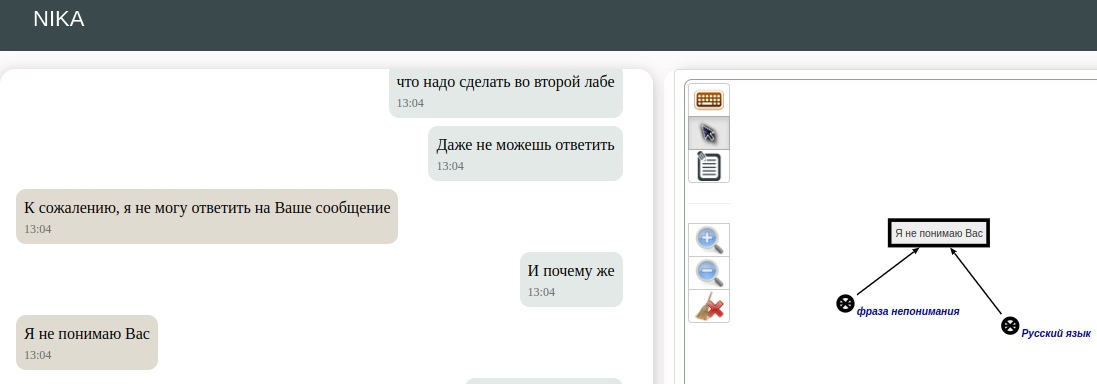 NIKA
что надо сделать во второй лабе
13:04
Даже не можешь ответить
13:04
К сожалению, я не могу ответить на Ваше сообщение
13:04
И почему же
13:04
Я не понимаю Вас
13:04
Я не понимаю Вас
фраза непонимания
Русский язык